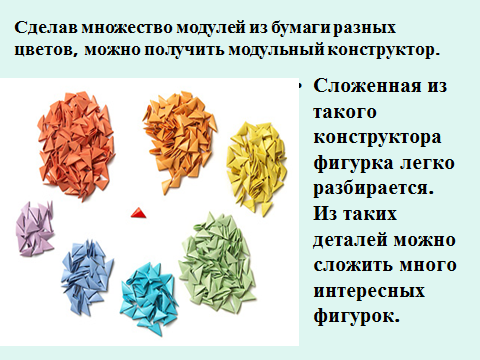 Сделав множество модулей из бумаги разных
цветов, можно получить модульный конструктор.
• Сложенная из
такого
конструктора
фигурка легко
разбирается.
Из таких
деталей можно
сложить много
интересных
фигурок.